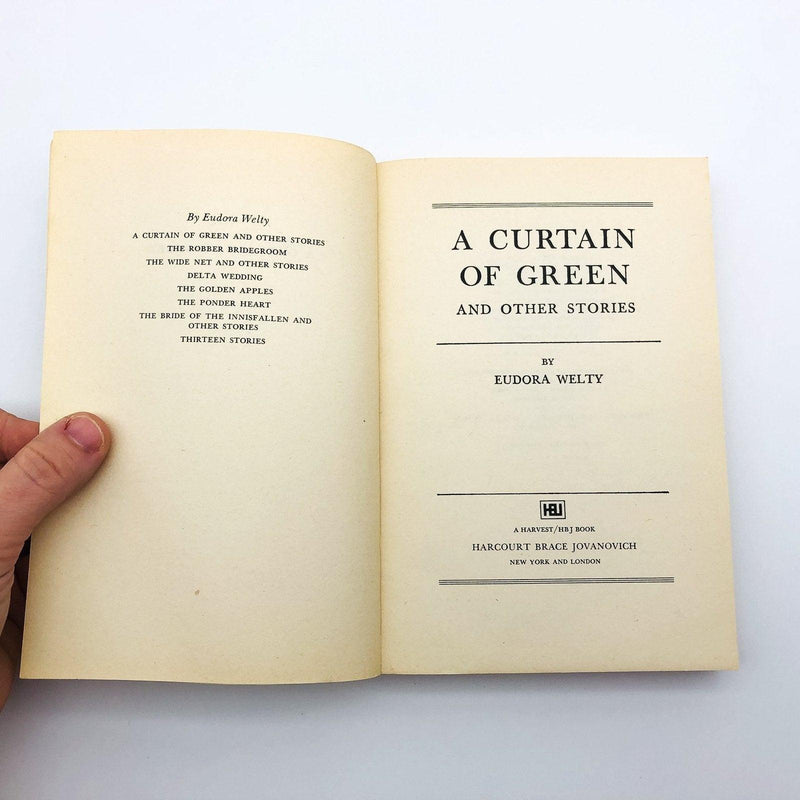 By Eudora Welty
A CURTAIN OF GREEN AND OTHER STORIES
THE ROBBER BRIDEGROOM
THE WIDE NET AND OTHER STORIES
DELTA WEDDING
THE GOLDEN APPLES
THE PONDER HEART
THE BRIDE OF THE INNISFALLEN AND
OTHER STORIES
THIRTEEN STORIES
A CURTAIN
OF GREEN
AND OTHER STORIES
BY
EUDORA WELTY
HBJ
A HARVEST/HBJ BOOK
HARCOURT BRACE JOVANOVICH
NEW YORK AND LONDON